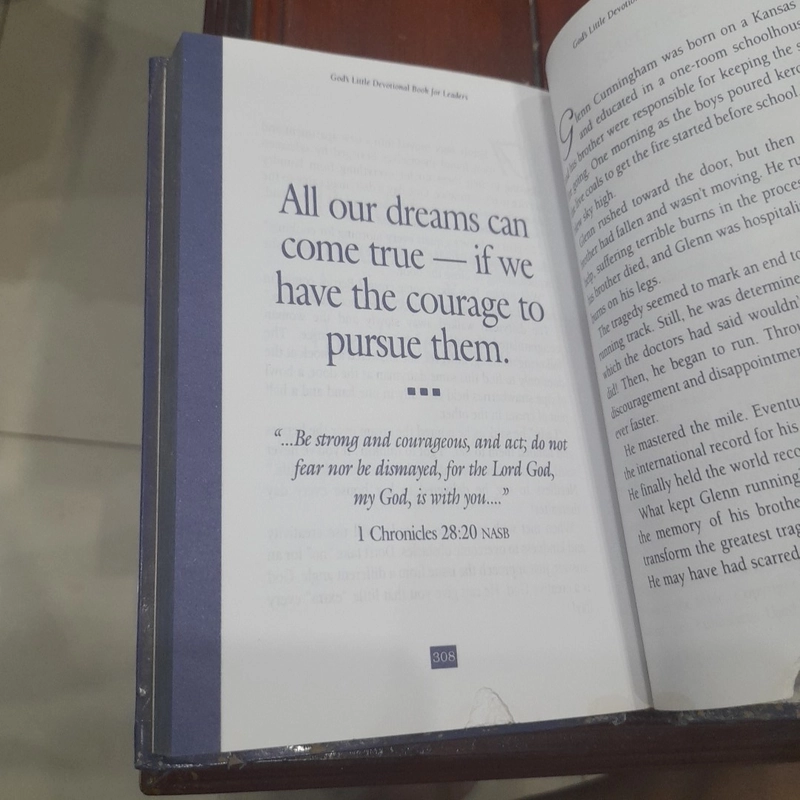 God's Little Devotional Book for Leaders
All our dreams can
come true — if we
have the courage to
pursue them.
“...Be strong and courageous, and act; do not
fear nor be dismayed, for the Lord God,
my God, is with you....”
1 Chronicles 28:20 NASB
308
God's Little Devotio
Glenn Cunningham was born on a Kansas
and educated in a one-room schoolhous
his brother were responsible for keeping the s
going. One morning as the boys poured kero
live coals to get the fire started before school,
sky high.
Glenn rushed toward the door, but then
brother had fallen and wasn't moving. He ru
help, suffering terrible burns in the process
his brother died, and Glenn was hospitali
burns on his legs.
The tragedy seemed to mark an end to
running track. Still, he was determine
which the doctors had said wouldn'
did! Then, he began to run. Throu
discouragement and disappointmen
ever faster.
He mastered the mile. Eventu
the international record for his
He finally held the world reco
What kept Glenn running
the memory of his brothe
transform the greatest trag
He may have had scarred